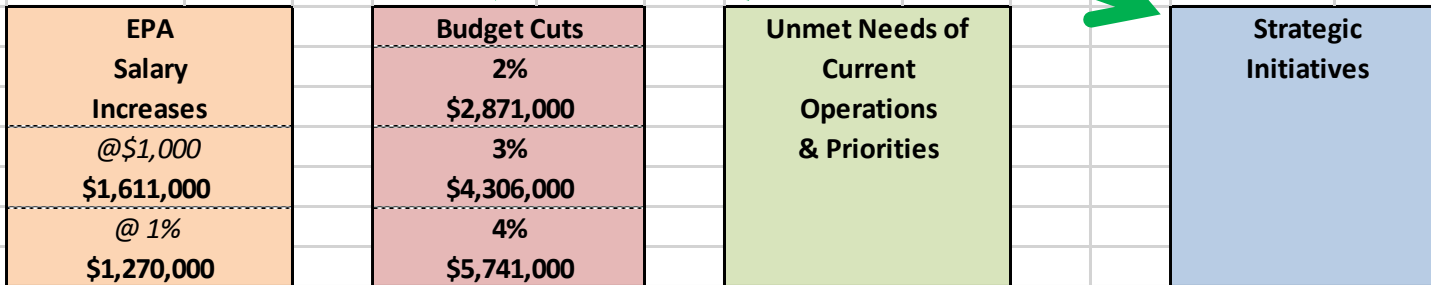 EPA
Salary
Increases
@$1,000
$1,611,000
@ 1%
$1,270,000
Budget Cuts
2%
$2,871,000
3%
$4,306,000
4%
$5,741,000
Unmet Needs of
Current
Operations
& Priorities
Strategic
Initiatives